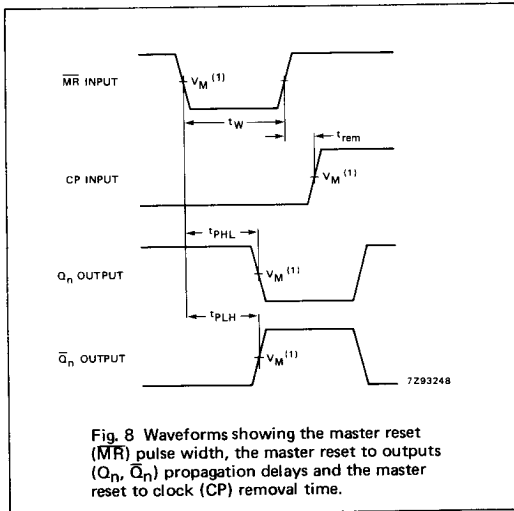 MR̅ INPUT
V_M (1)
t_W
t_rem
CP INPUT
V_M (1)
t_PHL
Q_n OUTPUT
V_M (1)
t_PLH
Q̅_n OUTPUT
V_M (1)
7Z93248
Fig. 8 Waveforms showing the master reset
(M̅R̅) pulse width, the master reset to outputs
(Q_n, Q̅_n) propagation delays and the master
reset to clock (CP) removal time.